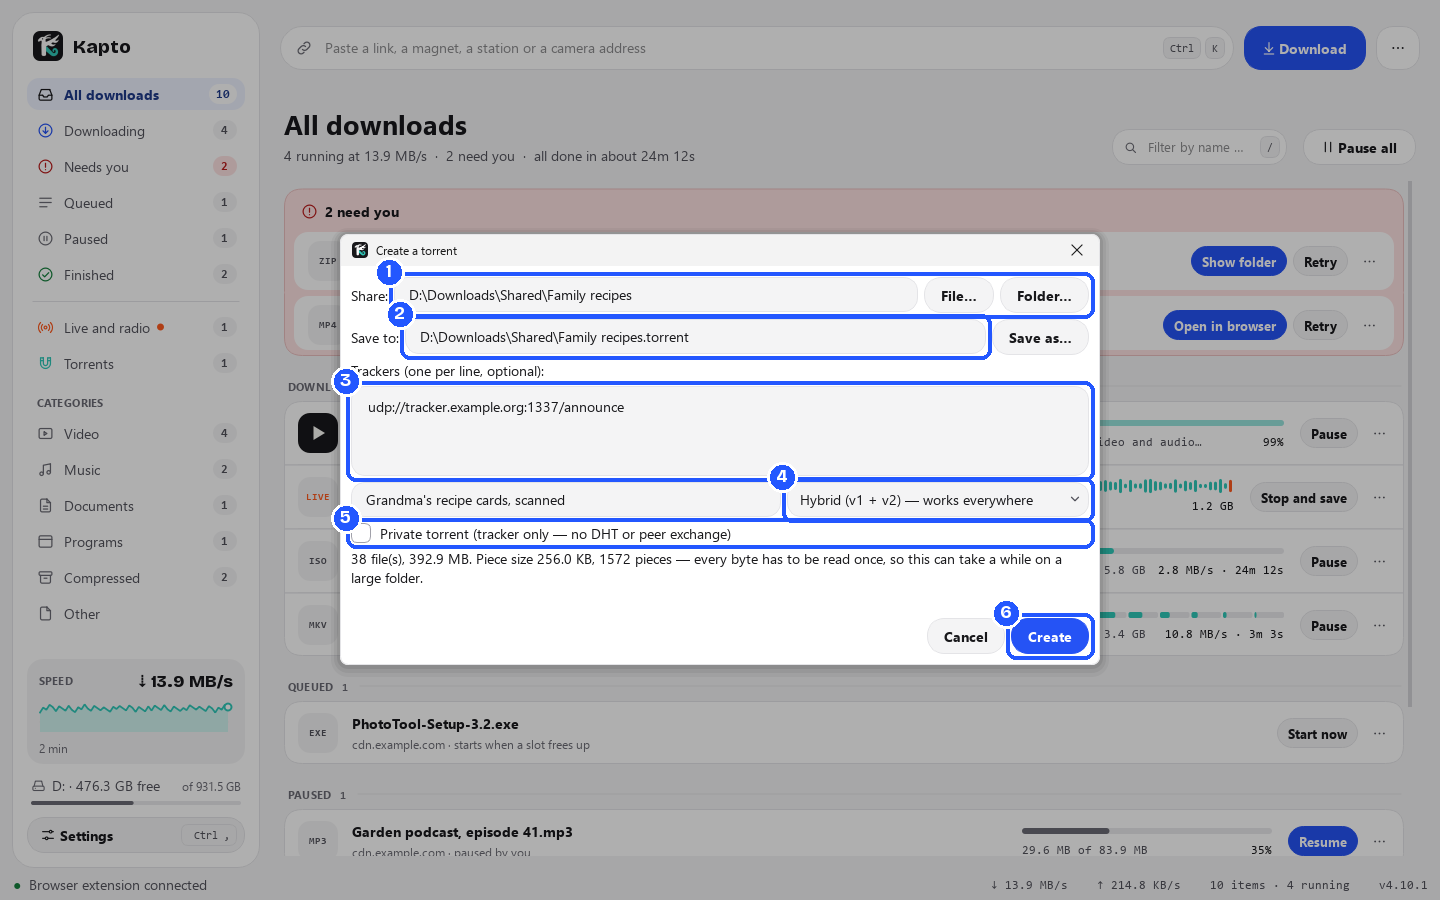 Kapto
Paste a link, a magnet, a station or a camera address
Ctrl K
Download
All downloads 10
Downloading 4
Needs you 2
Queued 1
Paused 1
Finished 2
Live and radio 1
Torrents 1
CATEGORIES
Video 4
Music 2
Documents 1
Programs 1
Compressed 2
Other
SPEED 13.9 MB/s
2 min
D: · 476.3 GB free of 931.5 GB
Settings Ctrl ,
Browser extension connected
All downloads
4 running at 13.9 MB/s · 2 need you · all done in about 24m 12s
Filter by name ... /
Pause all
2 need you
ZIP
Show folder Retry
MP4
Open in browser Retry
Create a torrent
1
Share: D:\Downloads\Shared\Family recipes File... Folder...
2
Save to: D:\Downloads\Shared\Family recipes.torrent Save as...
Trackers (one per line, optional):
3
udp://tracker.example.org:1337/announce
4
Grandma's recipe cards, scanned Hybrid (v1 + v2) — works everywhere
5
Private torrent (tracker only — no DHT or peer exchange)
38 file(s), 392.9 MB. Piece size 256.0 KB, 1572 pieces — every byte has to be read once, so this can take a while on a
large folder.
6
Cancel Create
99% Pause
LIVE
1.2 GB Stop and save
ISO
5.8 GB 2.8 MB/s · 24m 12s Pause
MKV
3.4 GB 10.8 MB/s · 3m 3s Pause
QUEUED 1
EXE
PhotoTool-Setup-3.2.exe
cdn.example.com · starts when a slot frees up
Start now
PAUSED 1
MP3
Garden podcast, episode 41.mp3
cdn.example.com · paused by you
29.6 MB of 83.9 MB 35%
Resume
↓ 13.9 MB/s ↑ 214.8 KB/s 10 items · 4 running v4.10.1